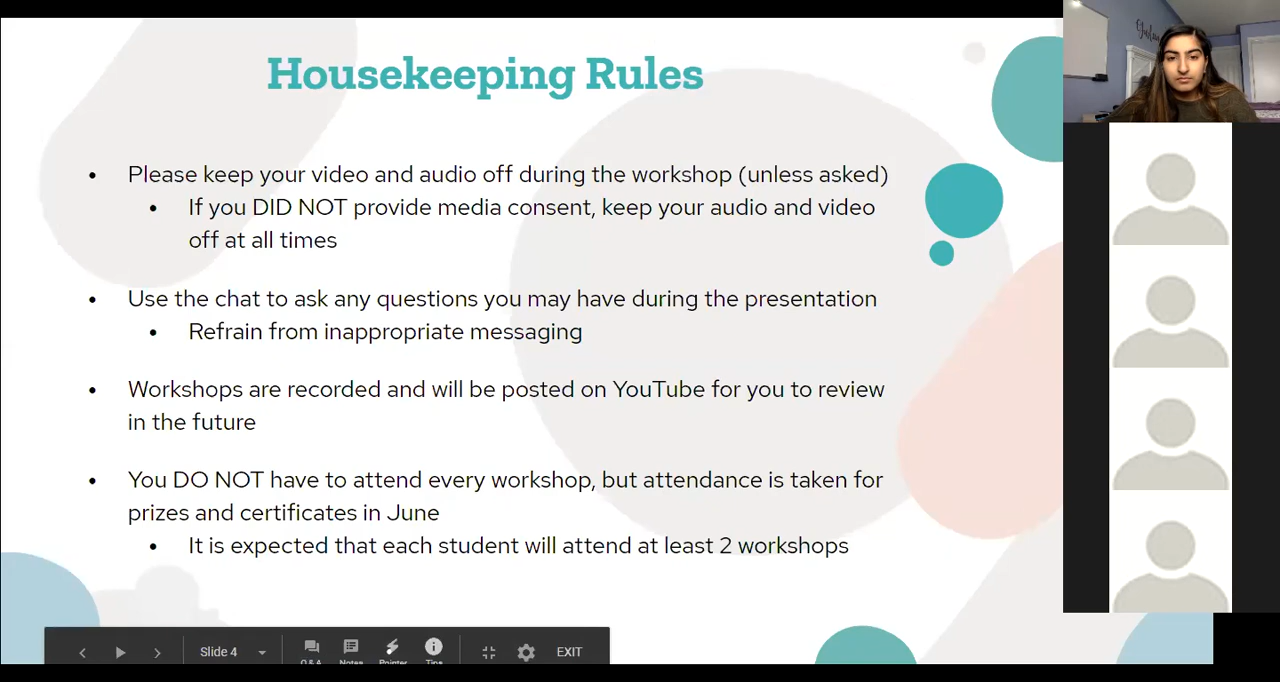 Housekeeping Rules
• Please keep your video and audio off during the workshop (unless asked)
• If you DID NOT provide media consent, keep your audio and video
off at all times
• Use the chat to ask any questions you may have during the presentation
• Refrain from inappropriate messaging
• Workshops are recorded and will be posted on YouTube for you to review
in the future
• You DO NOT have to attend every workshop, but attendance is taken for
prizes and certificates in June
• It is expected that each student will attend at least 2 workshops
Slide 4
Q & A Notes Pointer Tips
EXIT